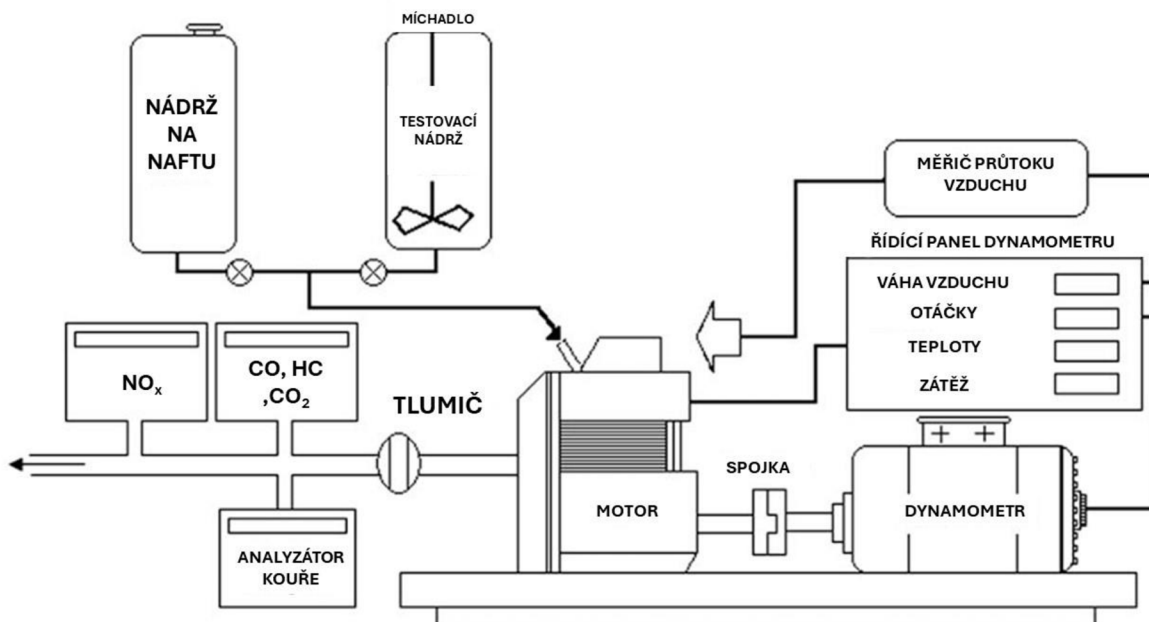 MÍCHADLO
NÁDRŽ
NA
NAFTU
TESTOVACÍ
NÁDRŽ
MĚŘIČ PRŮTOKU
VZDUCHU
ŘÍDÍCÍ PANEL DYNAMOMETRU
VÁHA VZDUCHU
OTÁČKY
TEPLOTY
ZÁTĚŽ
NOₓ
CO, HC
,CO₂
TLUMIČ
SPOJKA
MOTOR
DYNAMOMETR
ANALYZÁTOR
KOUŘE